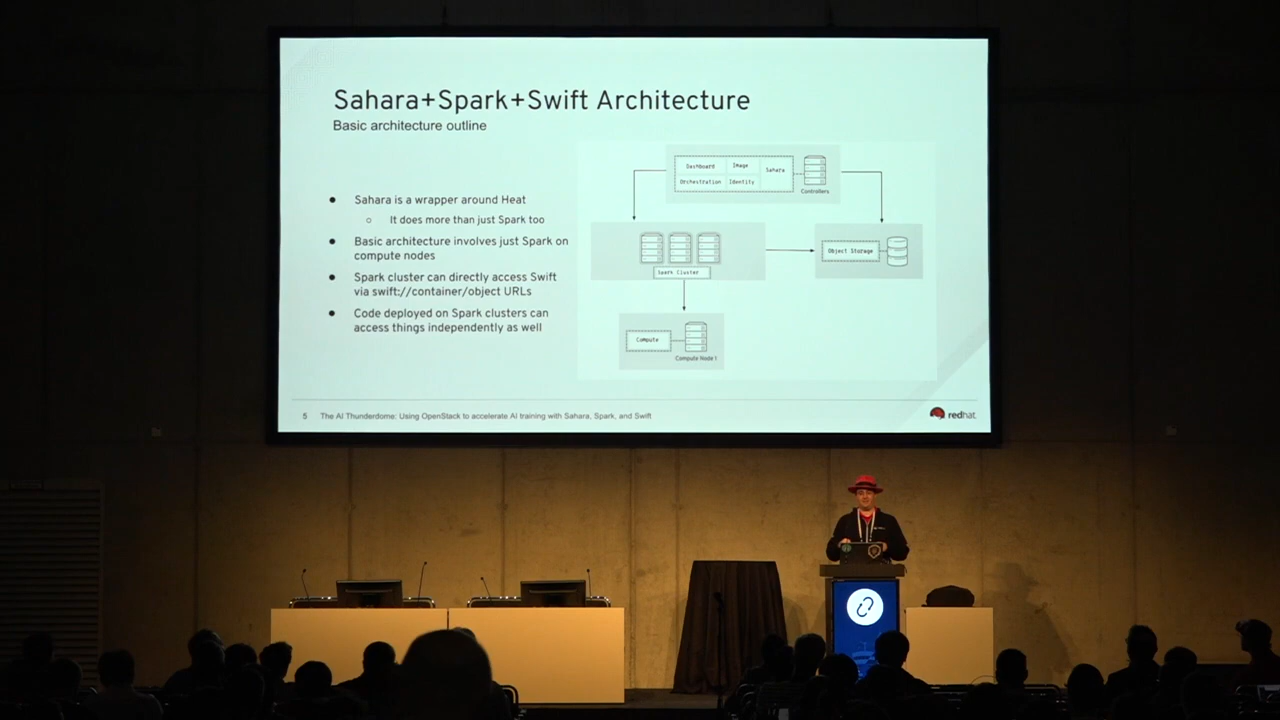 Sahara+Spark+Swift Architecture
Basic architecture outline
● Sahara is a wrapper around Heat
○ It does more than just Spark too
● Basic architecture involves just Spark on
compute nodes
● Spark cluster can directly access Swift
via swift://container/object URLs
● Code deployed on Spark clusters can
access things independently as well
Dashboard Image Sahara
Orchestration Identity
Controllers
Spark Cluster
Object Storage
Compute
Compute Node 1
5 The AI Thunderdome: Using OpenStack to accelerate AI training with Sahara, Spark, and Swift
redhat